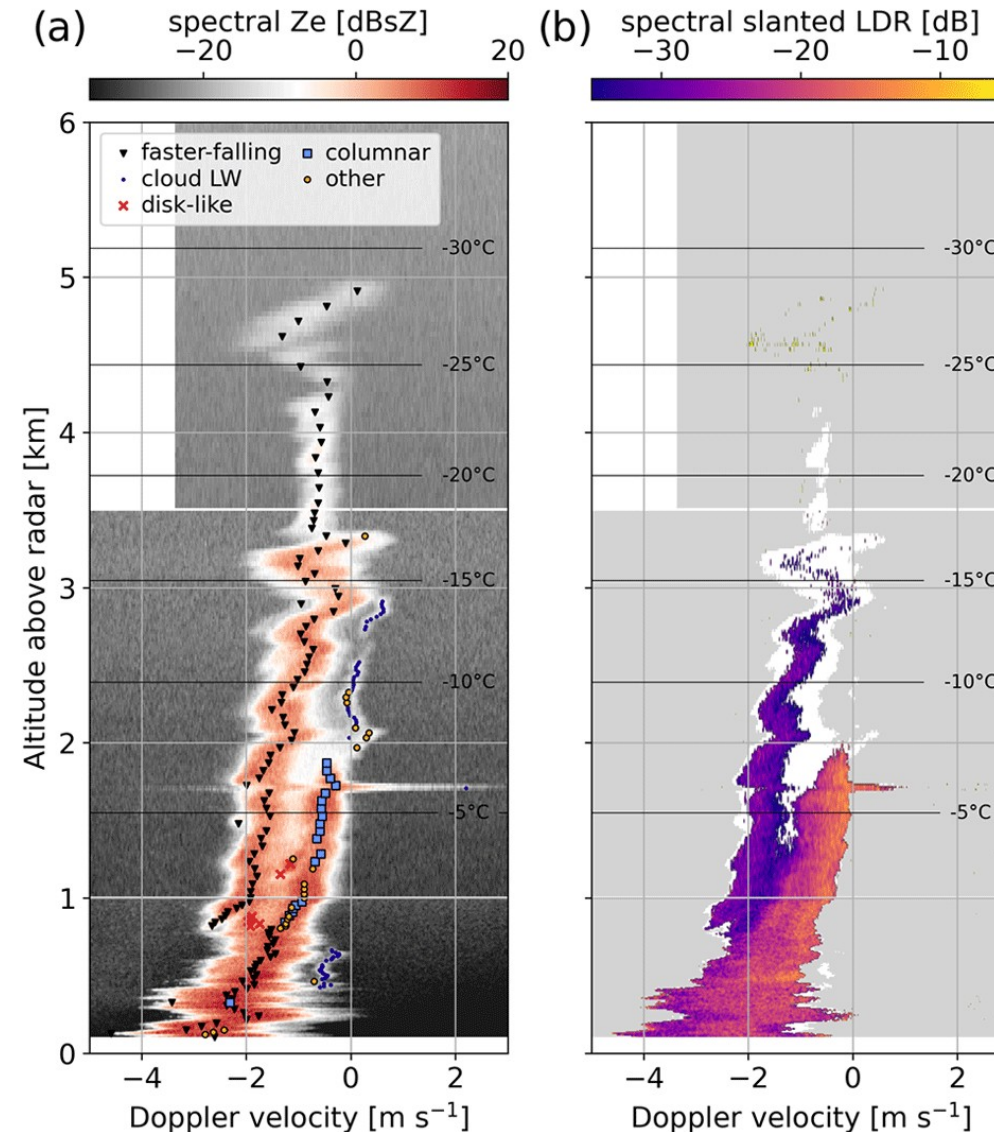 (a) spectral Ze [dBsZ]
−20 0 20
(b) spectral slanted LDR [dB]
−30 −20 −10
faster-falling
cloud LW
disk-like
columnar
other
6
5
4
3
2
1
0
Altitude above radar [km]
-30°C
-25°C
-20°C
-15°C
-10°C
-5°C
-30°C
-25°C
-20°C
-15°C
-10°C
-5°C
−4 −2 0 2
−4 −2 0 2
Doppler velocity [m s⁻¹]
Doppler velocity [m s⁻¹]